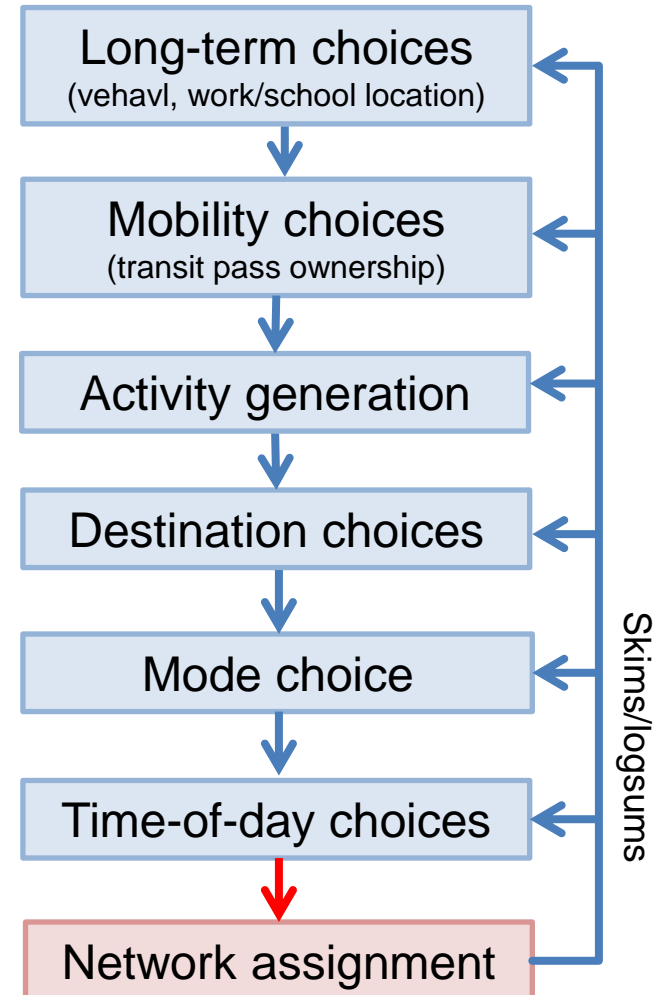 Long-term choices
(vehavl, work/school location)
Mobility choices
(transit pass ownership)
Activity generation
Destination choices
Mode choice
Time-of-day choices
Network assignment
Skims/logsums